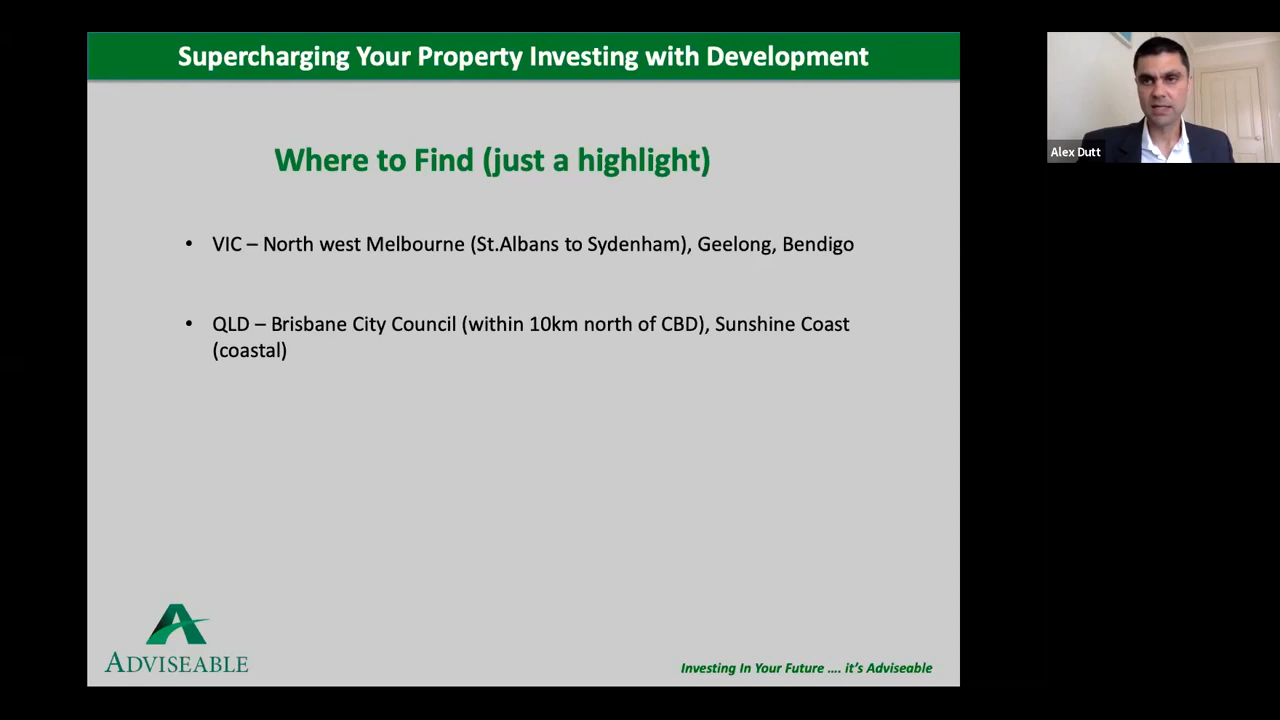 Supercharging Your Property Investing with Development
Where to Find (just a highlight)
• VIC – North west Melbourne (St.Albans to Sydenham), Geelong, Bendigo
• QLD – Brisbane City Council (within 10km north of CBD), Sunshine Coast
(coastal)
ADVISEABLE
Investing In Your Future .... it's Adviseable
Alex Dutt